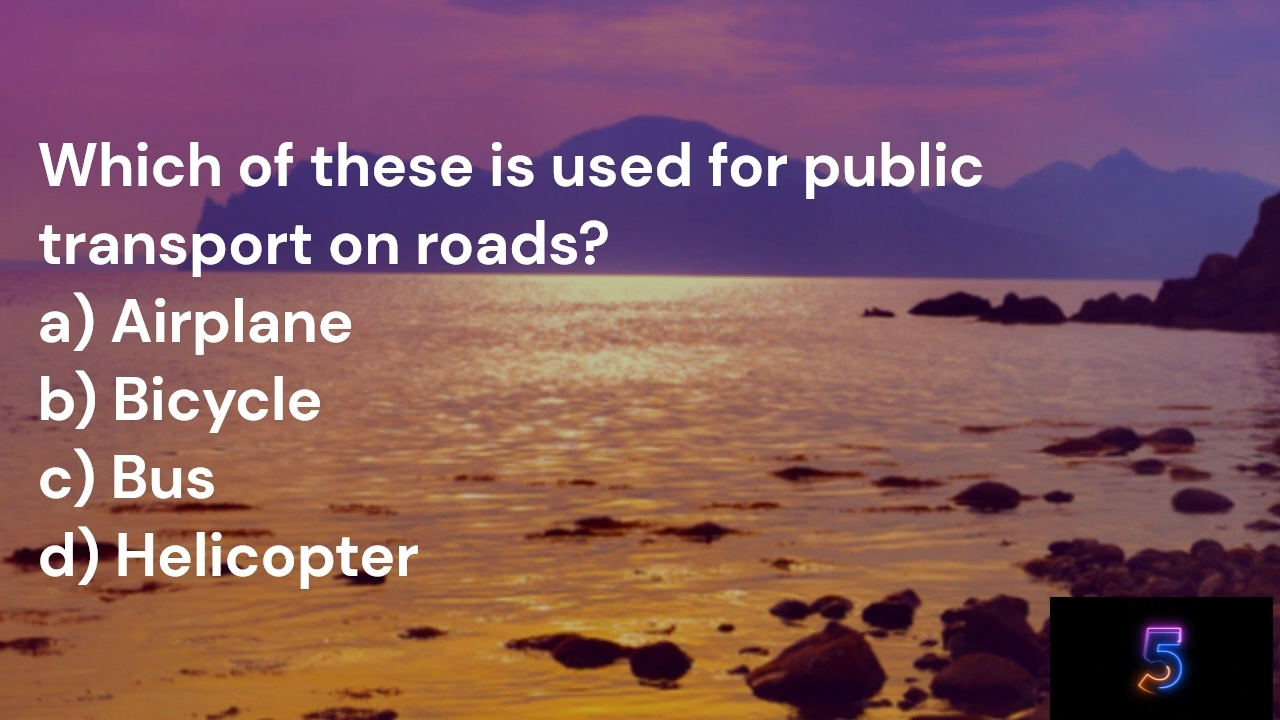 Which of these is used for public
transport on roads?
a) Airplane
b) Bicycle
c) Bus
d) Helicopter
5